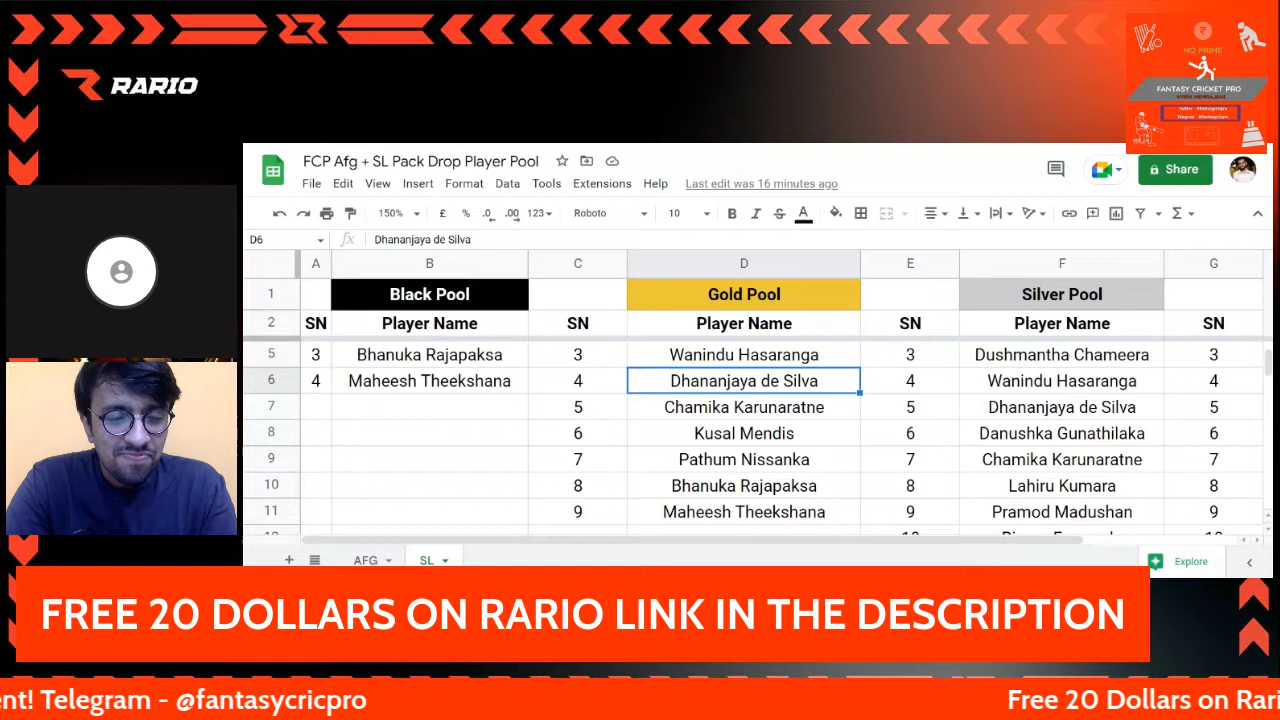 RARIO
NO PRIME
FANTASY CRICKET PRO
FCP Afg + SL Pack Drop Player Pool
File Edit View Insert Format Data Tools Extensions Help Last edit was 16 minutes ago
Share
150% £ % .0 .00 123 Roboto 10 B I S A
D6 fx Dhananjaya de Silva
A B C D E F G
1 Black Pool Gold Pool Silver Pool
2 SN Player Name SN Player Name SN Player Name SN
5 3 Bhanuka Rajapaksa 3 Wanindu Hasaranga 3 Dushmantha Chameera 3
6 4 Maheesh Theekshana 4 Dhananjaya de Silva 4 Wanindu Hasaranga 4
7 5 Chamika Karunaratne 5 Dhananjaya de Silva 5
8 6 Kusal Mendis 6 Danushka Gunathilaka 6
9 7 Pathum Nissanka 7 Chamika Karunaratne 7
10 8 Bhanuka Rajapaksa 8 Lahiru Kumara 8
11 9 Maheesh Theekshana 9 Pramod Madushan 9
AFG SL Explore
FREE 20 DOLLARS ON RARIO LINK IN THE DESCRIPTION
ent! Telegram - @fantasycricpro Free 20 Dollars on Rari